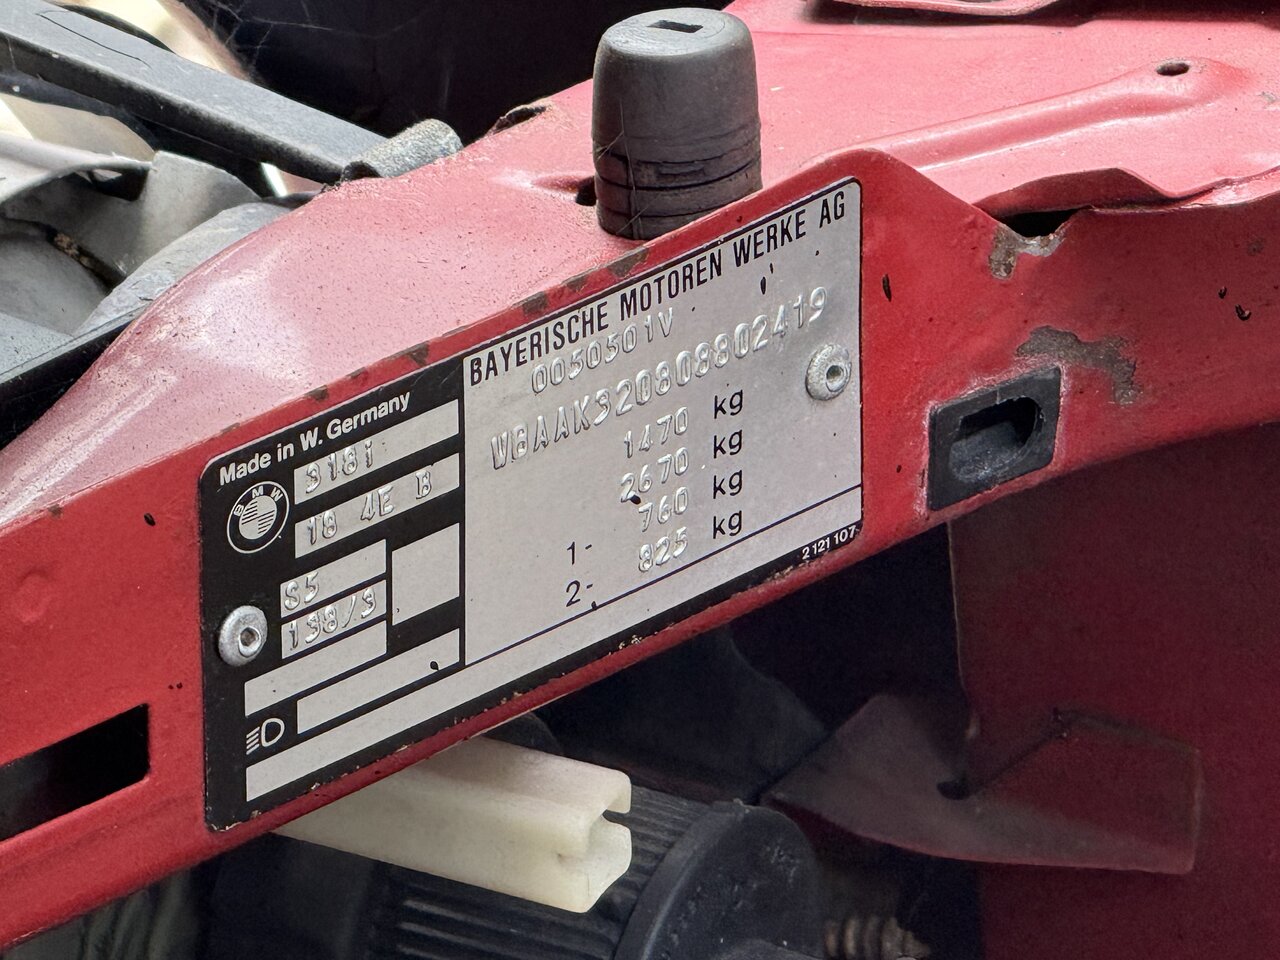 BAYERISCHE MOTOREN WERKE AG
0050501V
WBAAK320808802419
1470 kg
2670 kg
1- 760 kg
2- 825 kg
2 121 107
Made in W. Germany
BMW
318i
18 4E B
S5
138/3